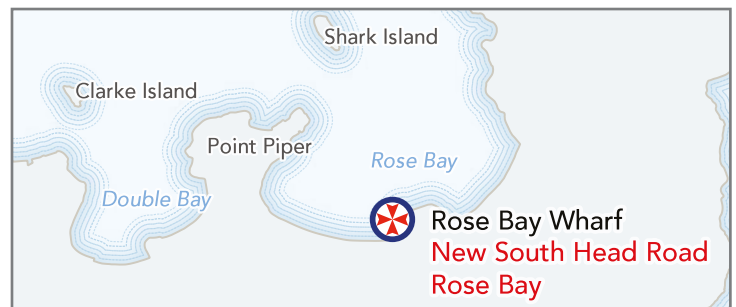 Shark Island
Clarke Island
Point Piper
Rose Bay
Double Bay
Rose Bay Wharf
New South Head Road
Rose Bay